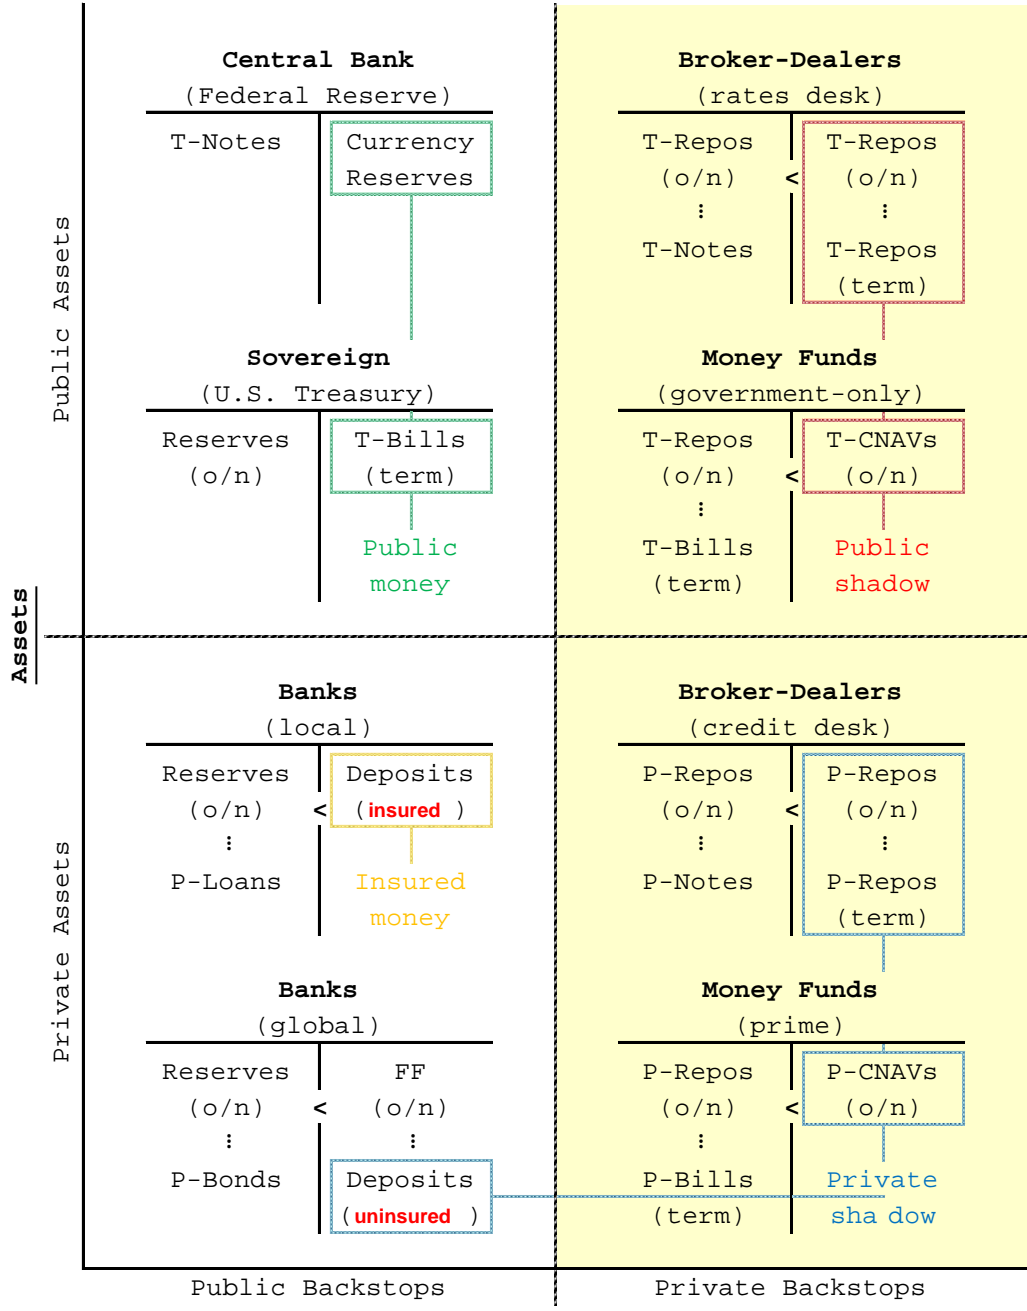 Central Bank
(Federal Reserve)
T-Notes
Currency
Reserves
Broker-Dealers
(rates desk)
T-Repos
(o/n)
⋮
T-Notes
<
T-Repos
(o/n)
⋮
T-Repos
(term)
Public Assets
Sovereign
(U.S. Treasury)
Reserves
(o/n)
T-Bills
(term)
Public
money
Money Funds
(government-only)
T-Repos
(o/n)
⋮
T-Bills
(term)
<
T-CNAVs
(o/n)
Public
shadow
Assets
Banks
(local)
Reserves
(o/n)
⋮
P-Loans
<
Deposits
(insured )
Insured
money
Broker-Dealers
(credit desk)
P-Repos
(o/n)
⋮
P-Notes
<
P-Repos
(o/n)
⋮
P-Repos
(term)
Private Assets
Banks
(global)
Reserves
(o/n)
⋮
P-Bonds
<
FF
(o/n)
⋮
Deposits
(uninsured )
Money Funds
(prime)
P-Repos
(o/n)
⋮
P-Bills
(term)
<
P-CNAVs
(o/n)
Private
sha dow
Public Backstops
Private Backstops